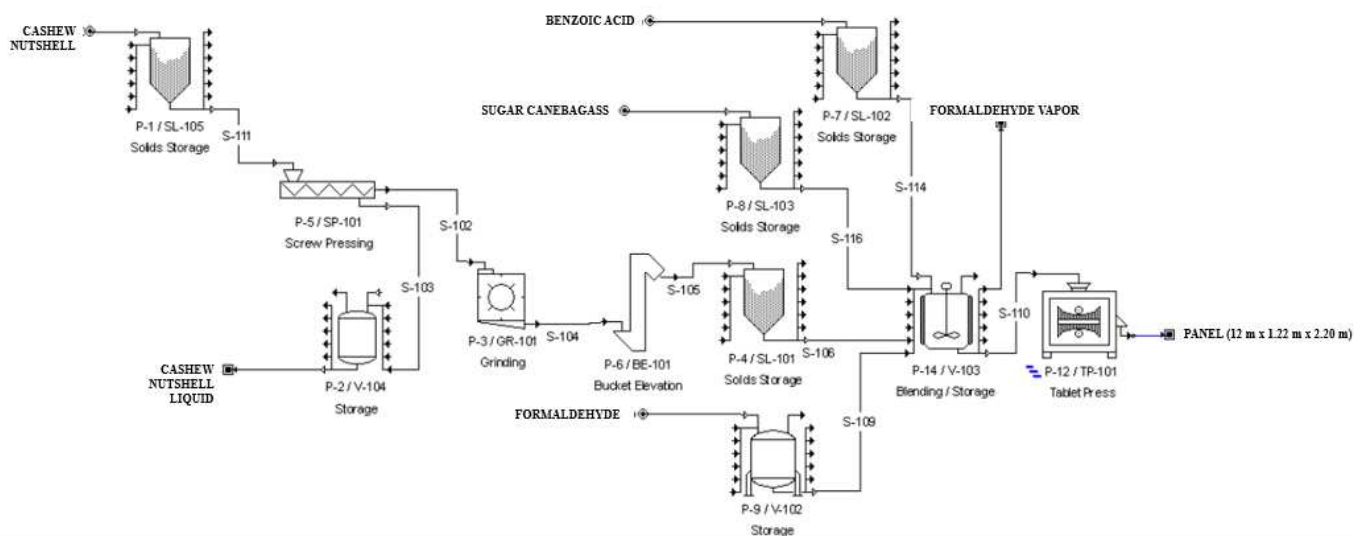 CASHEW
NUTSHELL
P-1 / SL-105
Solids Storage
S-111
P-5 / SP-101
Screw Pressing
S-102
S-103
CASHEW
NUTSHELL
LIQUID
P-2 / V-104
Storage
P-3 / GR-101
Grinding
S-104
P-6 / BE-101
Bucket Elevation
S-105
BENZOIC ACID
P-7 / SL-102
Solids Storage
S-114
SUGAR CANEBAGASS
P-8 / SL-103
Solids Storage
S-116
P-4 / SL-101
Solids Storage
S-106
FORMALDEHYDE
P-9 / V-102
Storage
S-109
FORMALDEHYDE VAPOR
P-14 / V-103
Blending / Storage
S-110
P-12 / TP-101
Tablet Press
PANEL (12 m x 1.22 m x 2.20 m)